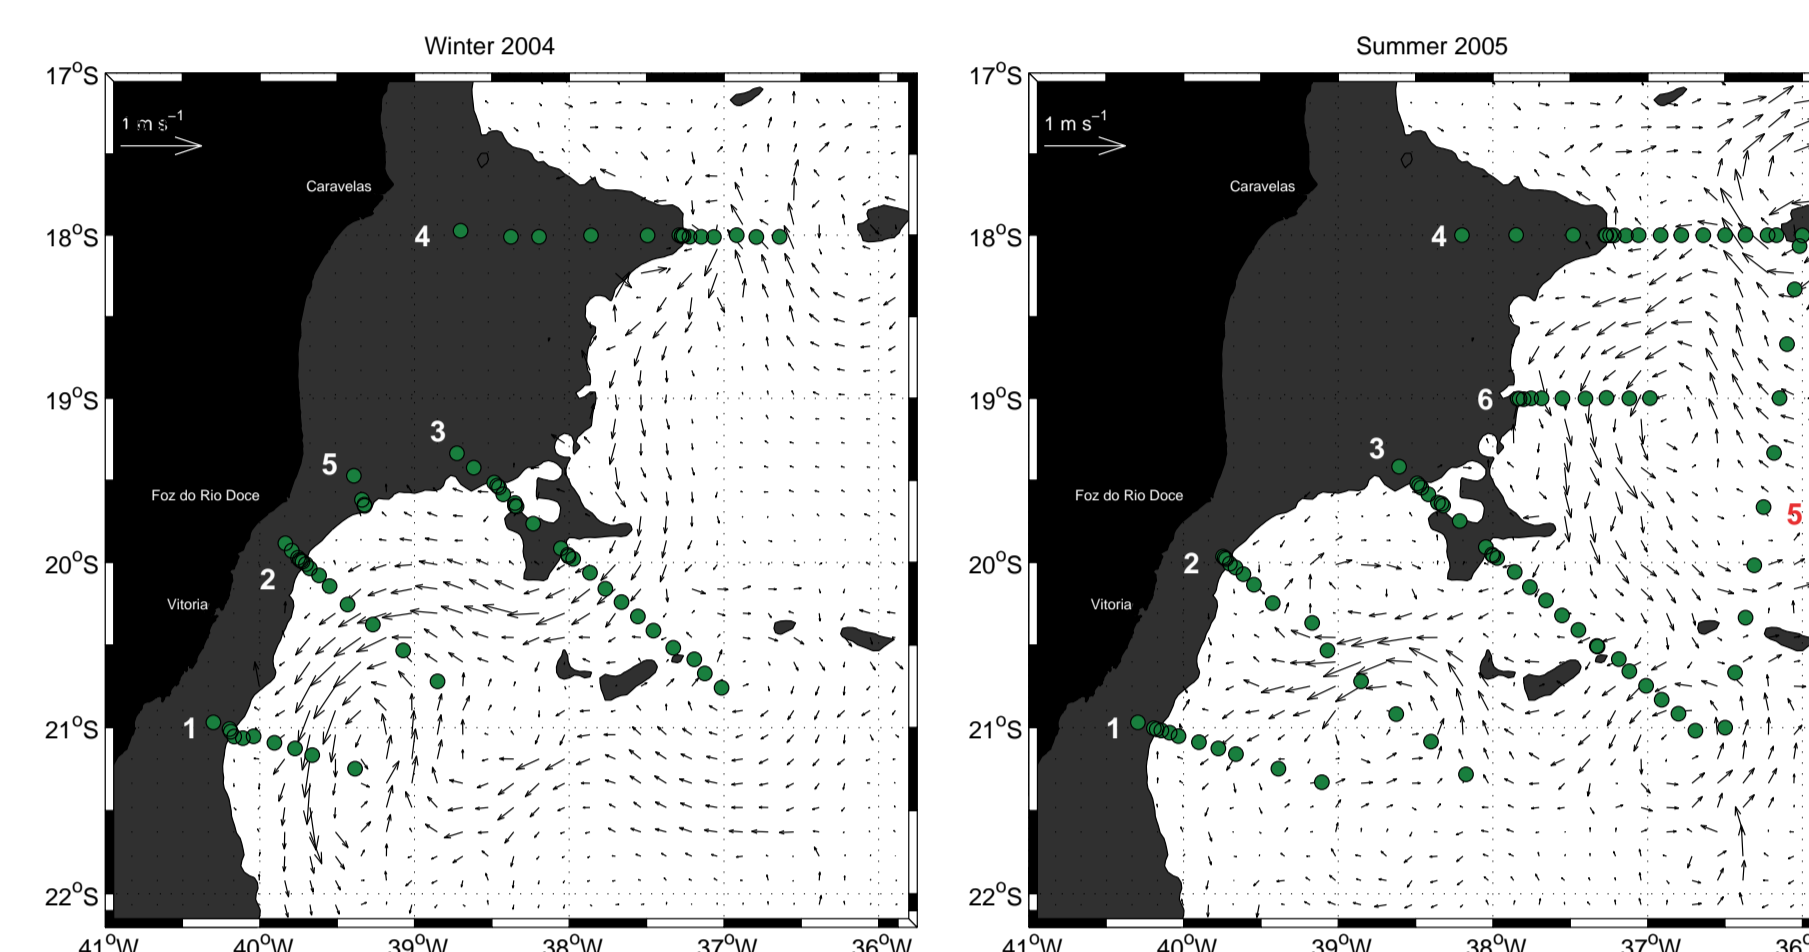 Winter 2004
17°S
1 m s⁻¹
Caravelas
4
18°S
19°S
3
5
Foz do Rio Doce
2
20°S
Vitoria
1
21°S
22°S
41°W 40°W 39°W 38°W 37°W 36°W
Summer 2005
17°S
1 m s⁻¹
Caravelas
4
18°S
6
19°S
3
Foz do Rio Doce
5
2
20°S
Vitoria
1
21°S
22°S
41°W 40°W 39°W 38°W 37°W 36°